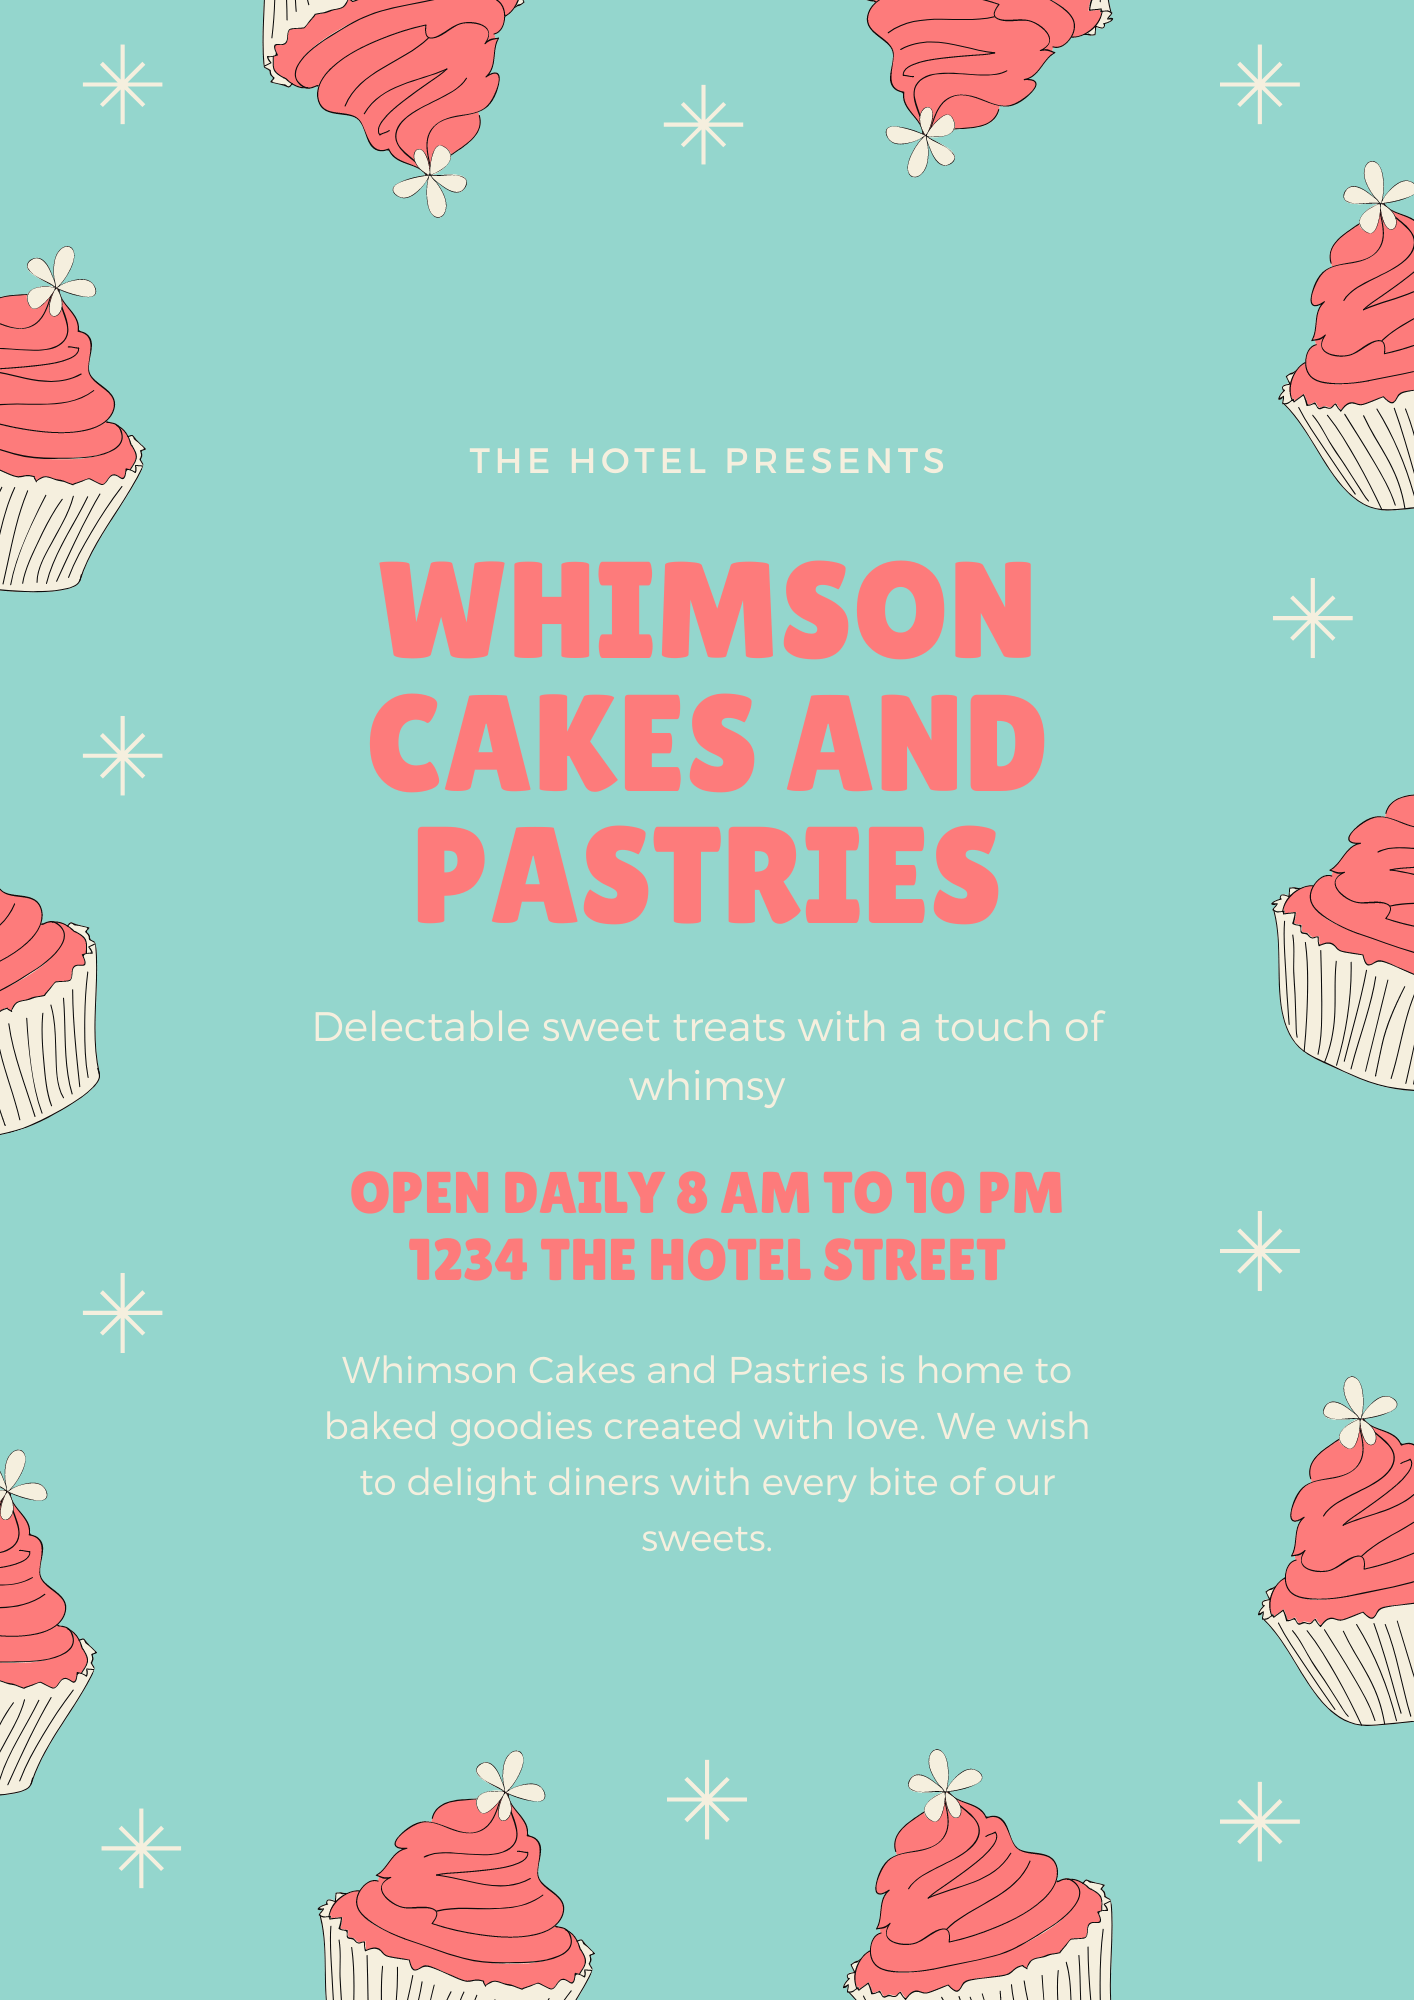 THE HOTEL PRESENTS
WHIMSON
CAKES AND
PASTRIES
Delectable sweet treats with a touch of
whimsy
OPEN DAILY 8 AM TO 10 PM
1234 THE HOTEL STREET
Whimson Cakes and Pastries is home to
baked goodies created with love. We wish
to delight diners with every bite of our
sweets.